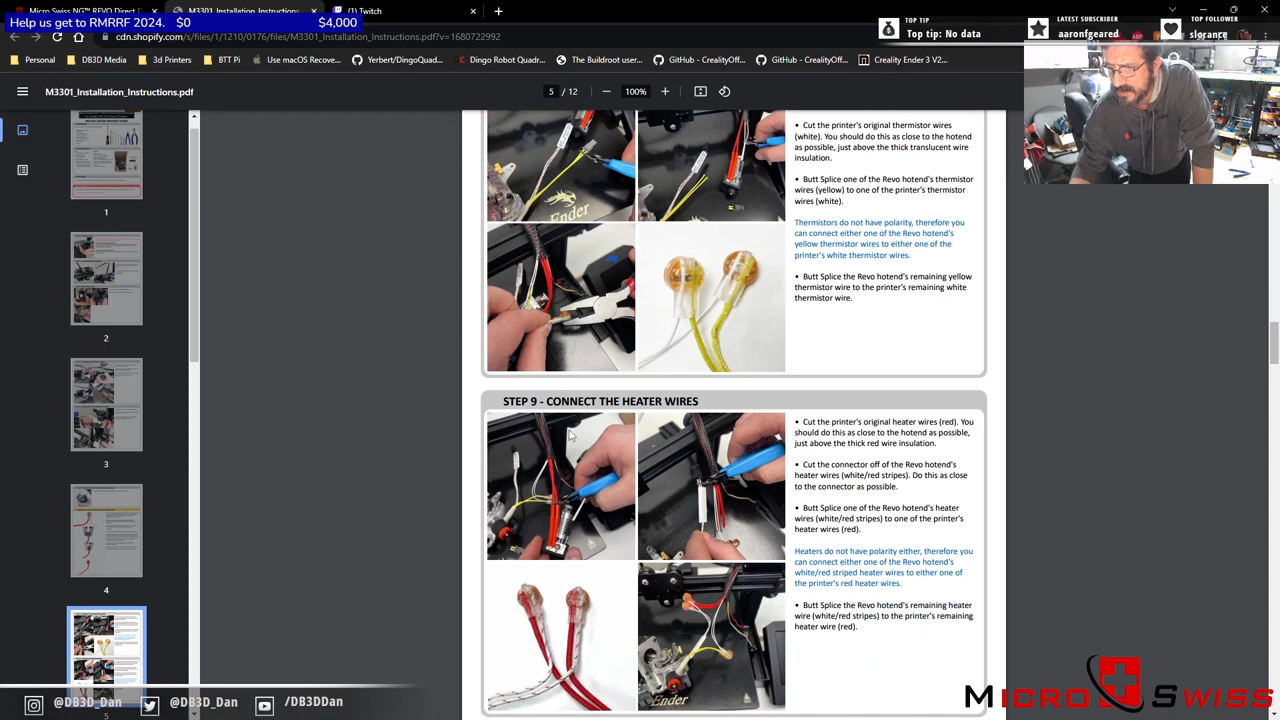 Micro Swiss NG™ REVO Direct D
M3301_Installation_Instructions.
(1) Twitch
Help us get to RMRRF 2024. $0 $4,000
TOP TIP
Top tip: No data
LATEST SUBSCRIBER
aaronfgeared
TOP FOLLOWER
slorance
Personal
DB3D Media
3d Printers
BTT Pi
Use macOS Recove...
GitHub - CrealityOff...
GitHub - CrealityOff...
Creality Ender 3 V2...
M3301_Installation_Instructions.pdf
100%
1
2
3
4
• Cut the printer's original thermistor wires
(white). You should do this as close to the hotend
as possible, just above the thick translucent wire
insulation.
• Butt Splice one of the Revo hotend's thermistor
wires (yellow) to one of the printer's thermistor
wires (white).
Thermistors do not have polarity, therefore you
can connect either one of the Revo hotend's
yellow thermistor wires to either one of the
printer's white thermistor wires.
• Butt Splice the Revo hotend's remaining yellow
thermistor wire to the printer's remaining white
thermistor wire.
Ender
STEP 9 - CONNECT THE HEATER WIRES
• Cut the printer's original heater wires (red). You
should do this as close to the hotend as possible,
just above the thick red wire insulation.
• Cut the connector off of the Revo hotend's
heater wires (white/red stripes). Do this as close
to the connector as possible.
• Butt Splice one of the Revo hotend's heater
wires (white/red stripes) to one of the printer's
heater wires (red).
Heaters do not have polarity either, therefore you
can connect either one of the Revo hotend's
white/red striped heater wires to either one of
the printer's red heater wires.
• Butt Splice the Revo hotend's remaining heater
wire (white/red stripes) to the printer's remaining
heater wire (red).
Ender
@DB3D_Dan
@DB3D_Dan
MICRO SWISS